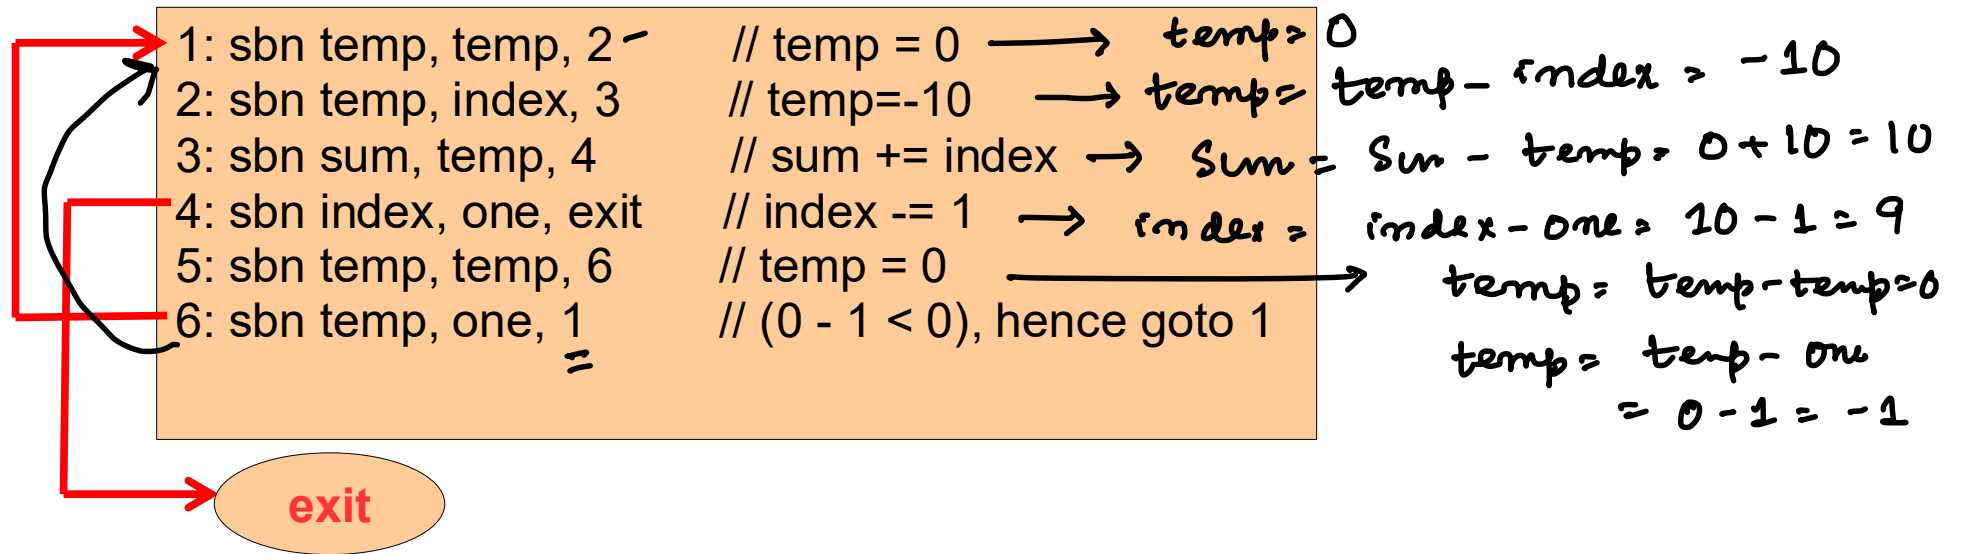 1: sbn temp, temp, 2 // temp = 0 temp = 0
2: sbn temp, index, 3 // temp=-10 temp = temp - index = -10
3: sbn sum, temp, 4 // sum += index Sum = Sum - temp = 0 + 10 = 10
4: sbn index, one, exit // index -= 1 index = index - one = 10 - 1 = 9
5: sbn temp, temp, 6 // temp = 0 temp = temp - temp = 0
6: sbn temp, one, 1 // (0 - 1 < 0), hence goto 1
temp = temp - one
= 0 - 1 = -1
exit